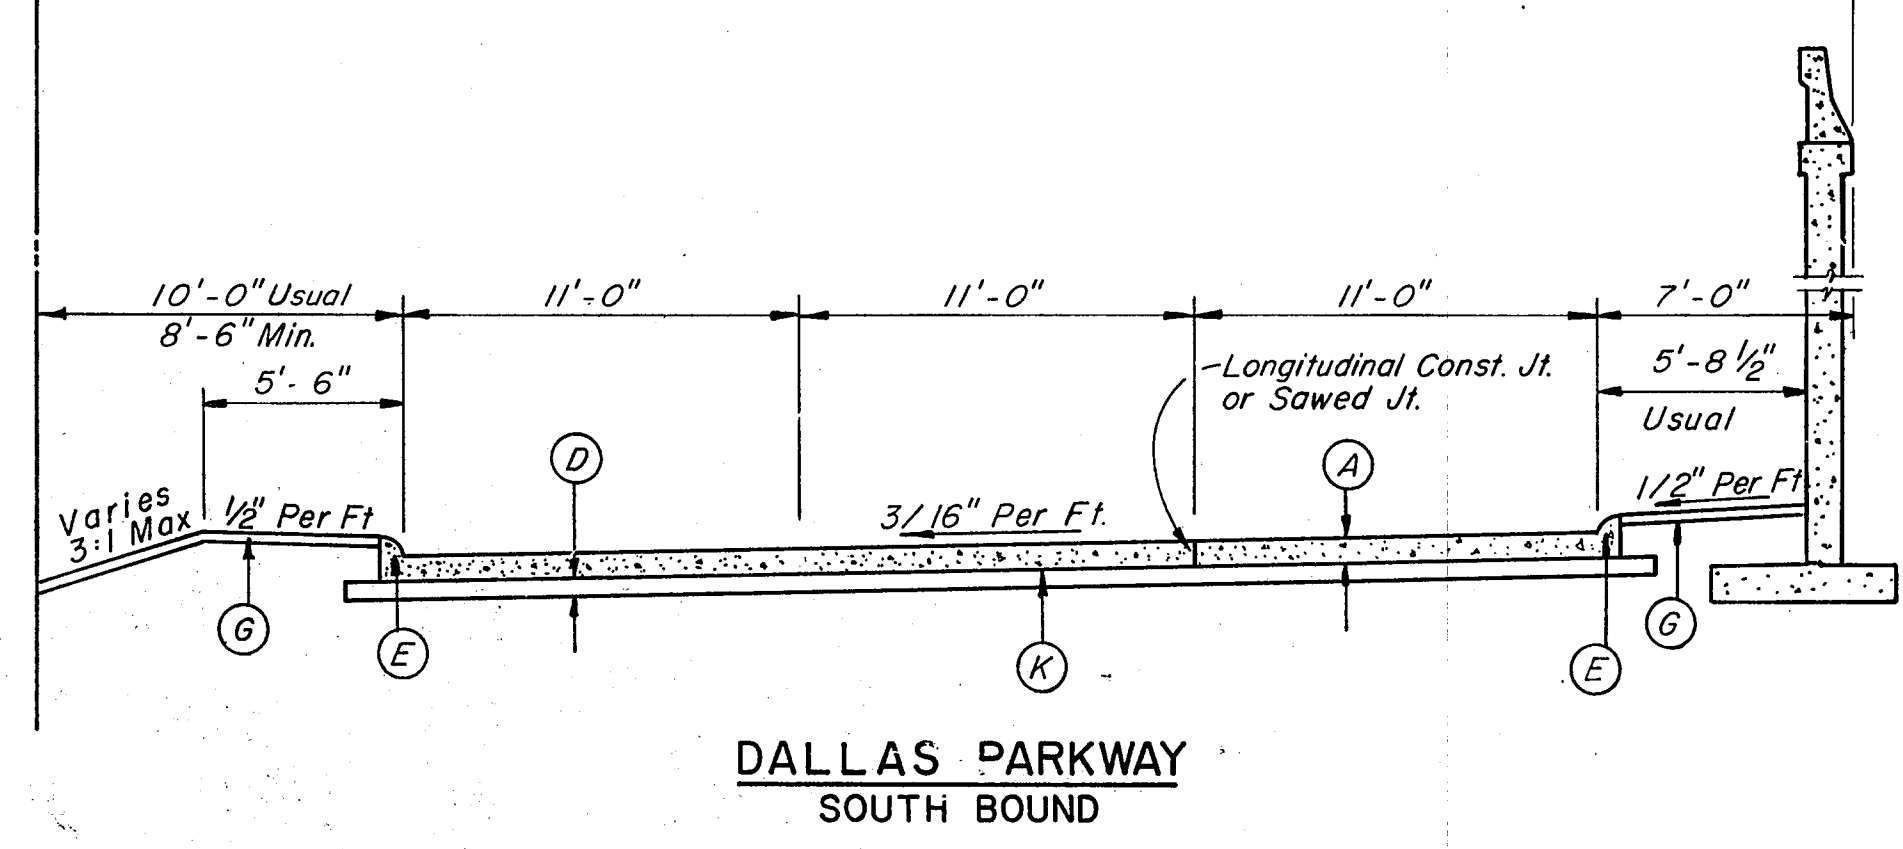 10'-0" Usual
8'-6" Min.
11'-0"
11'-0"
11'-0"
7'-0"
5'-6"
Longitudinal Const. Jt.
or Sawed Jt.
5'-8 1/2"
Usual
Varies
3:1 Max
1/2" Per Ft
D
3/16" Per Ft.
A
1/2" Per Ft
G
E
K
E
G
DALLAS PARKWAY
SOUTH BOUND